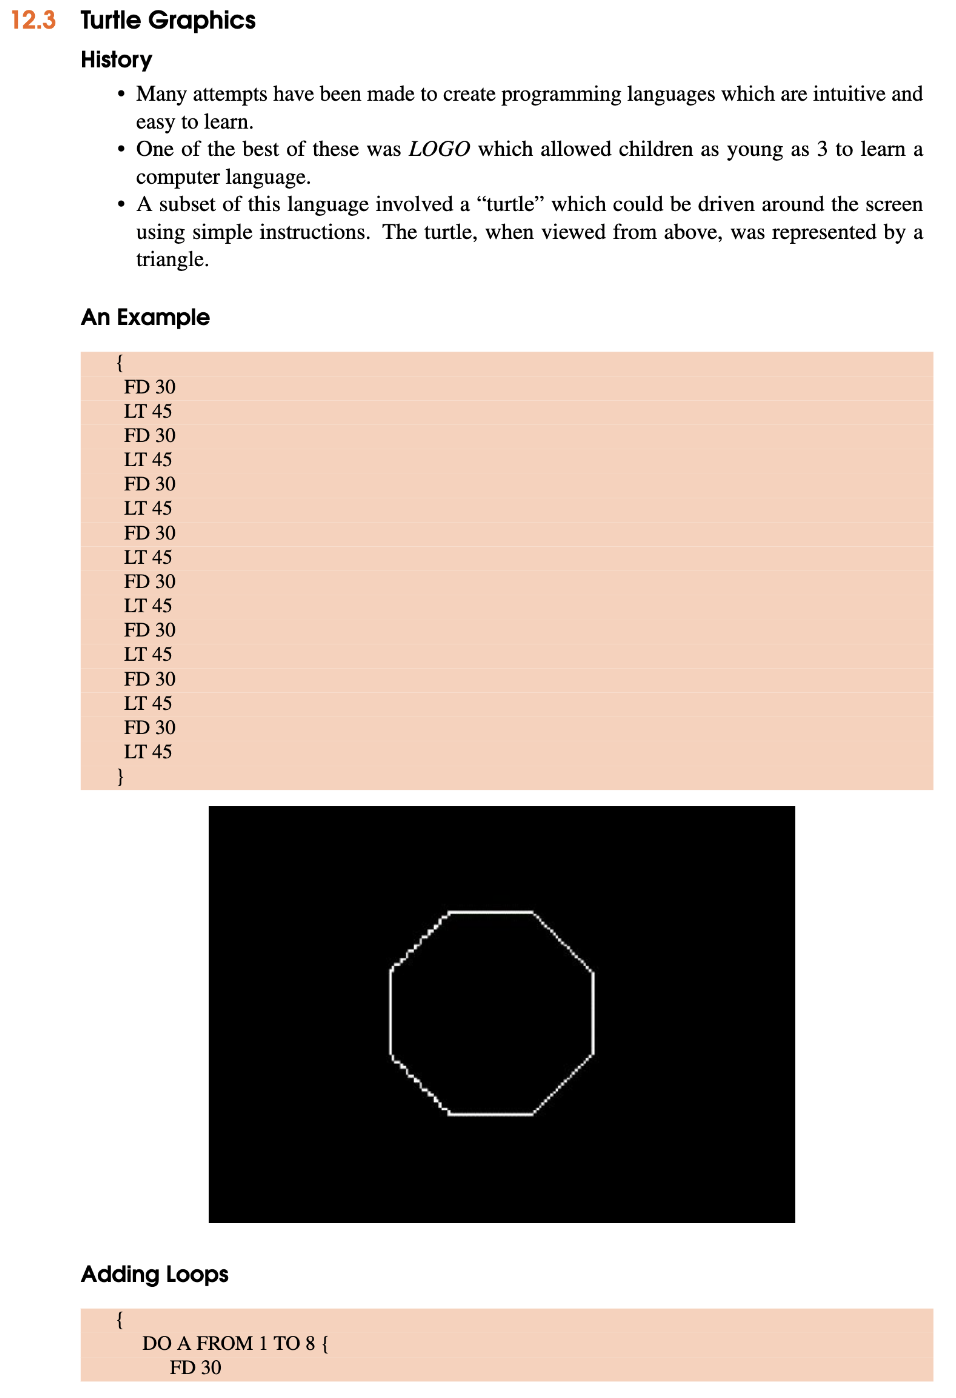 12.3 Turtle Graphics
History
• Many attempts have been made to create programming languages which are intuitive and
easy to learn.
• One of the best of these was LOGO which allowed children as young as 3 to learn a
computer language.
• A subset of this language involved a “turtle” which could be driven around the screen
using simple instructions. The turtle, when viewed from above, was represented by a
triangle.
An Example
{
FD 30
LT 45
FD 30
LT 45
FD 30
LT 45
FD 30
LT 45
FD 30
LT 45
FD 30
LT 45
FD 30
LT 45
FD 30
LT 45
}
Adding Loops
{
DO A FROM 1 TO 8 {
FD 30